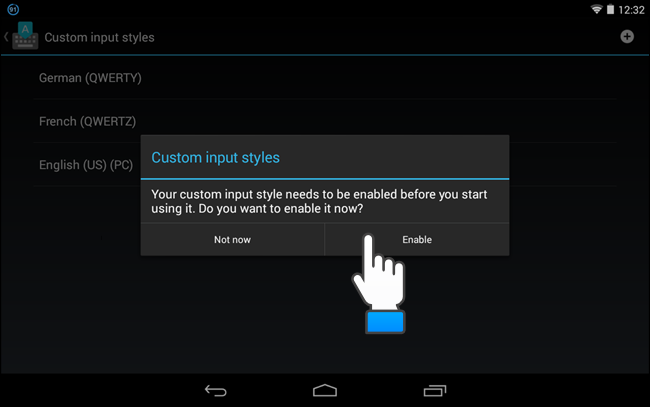 91
12:32
A
Custom input styles
German (QWERTY)
French (QWERTZ)
English (US) (PC)
Custom input styles
Your custom input style needs to be enabled before you start
using it. Do you want to enable it now?
Not now
Enable